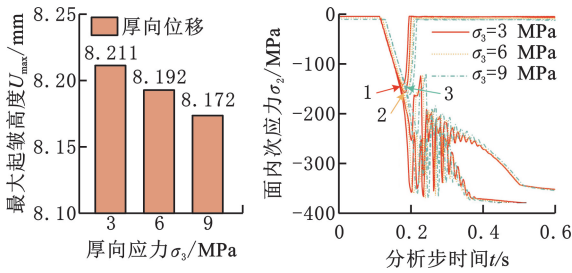 最大起皱高度Umax/mm
8.25
8.20
8.15
8.10
厚向位移
8.211
8.192
8.172
3 6 9
厚向应力σ3/MPa
面内次应力σ2/MPa
0
−100
−200
−300
−400
σ3=3 MPa
σ3=6 MPa
σ3=9 MPa
1
2
3
0 0.2 0.4 0.6
分析步时间t/s